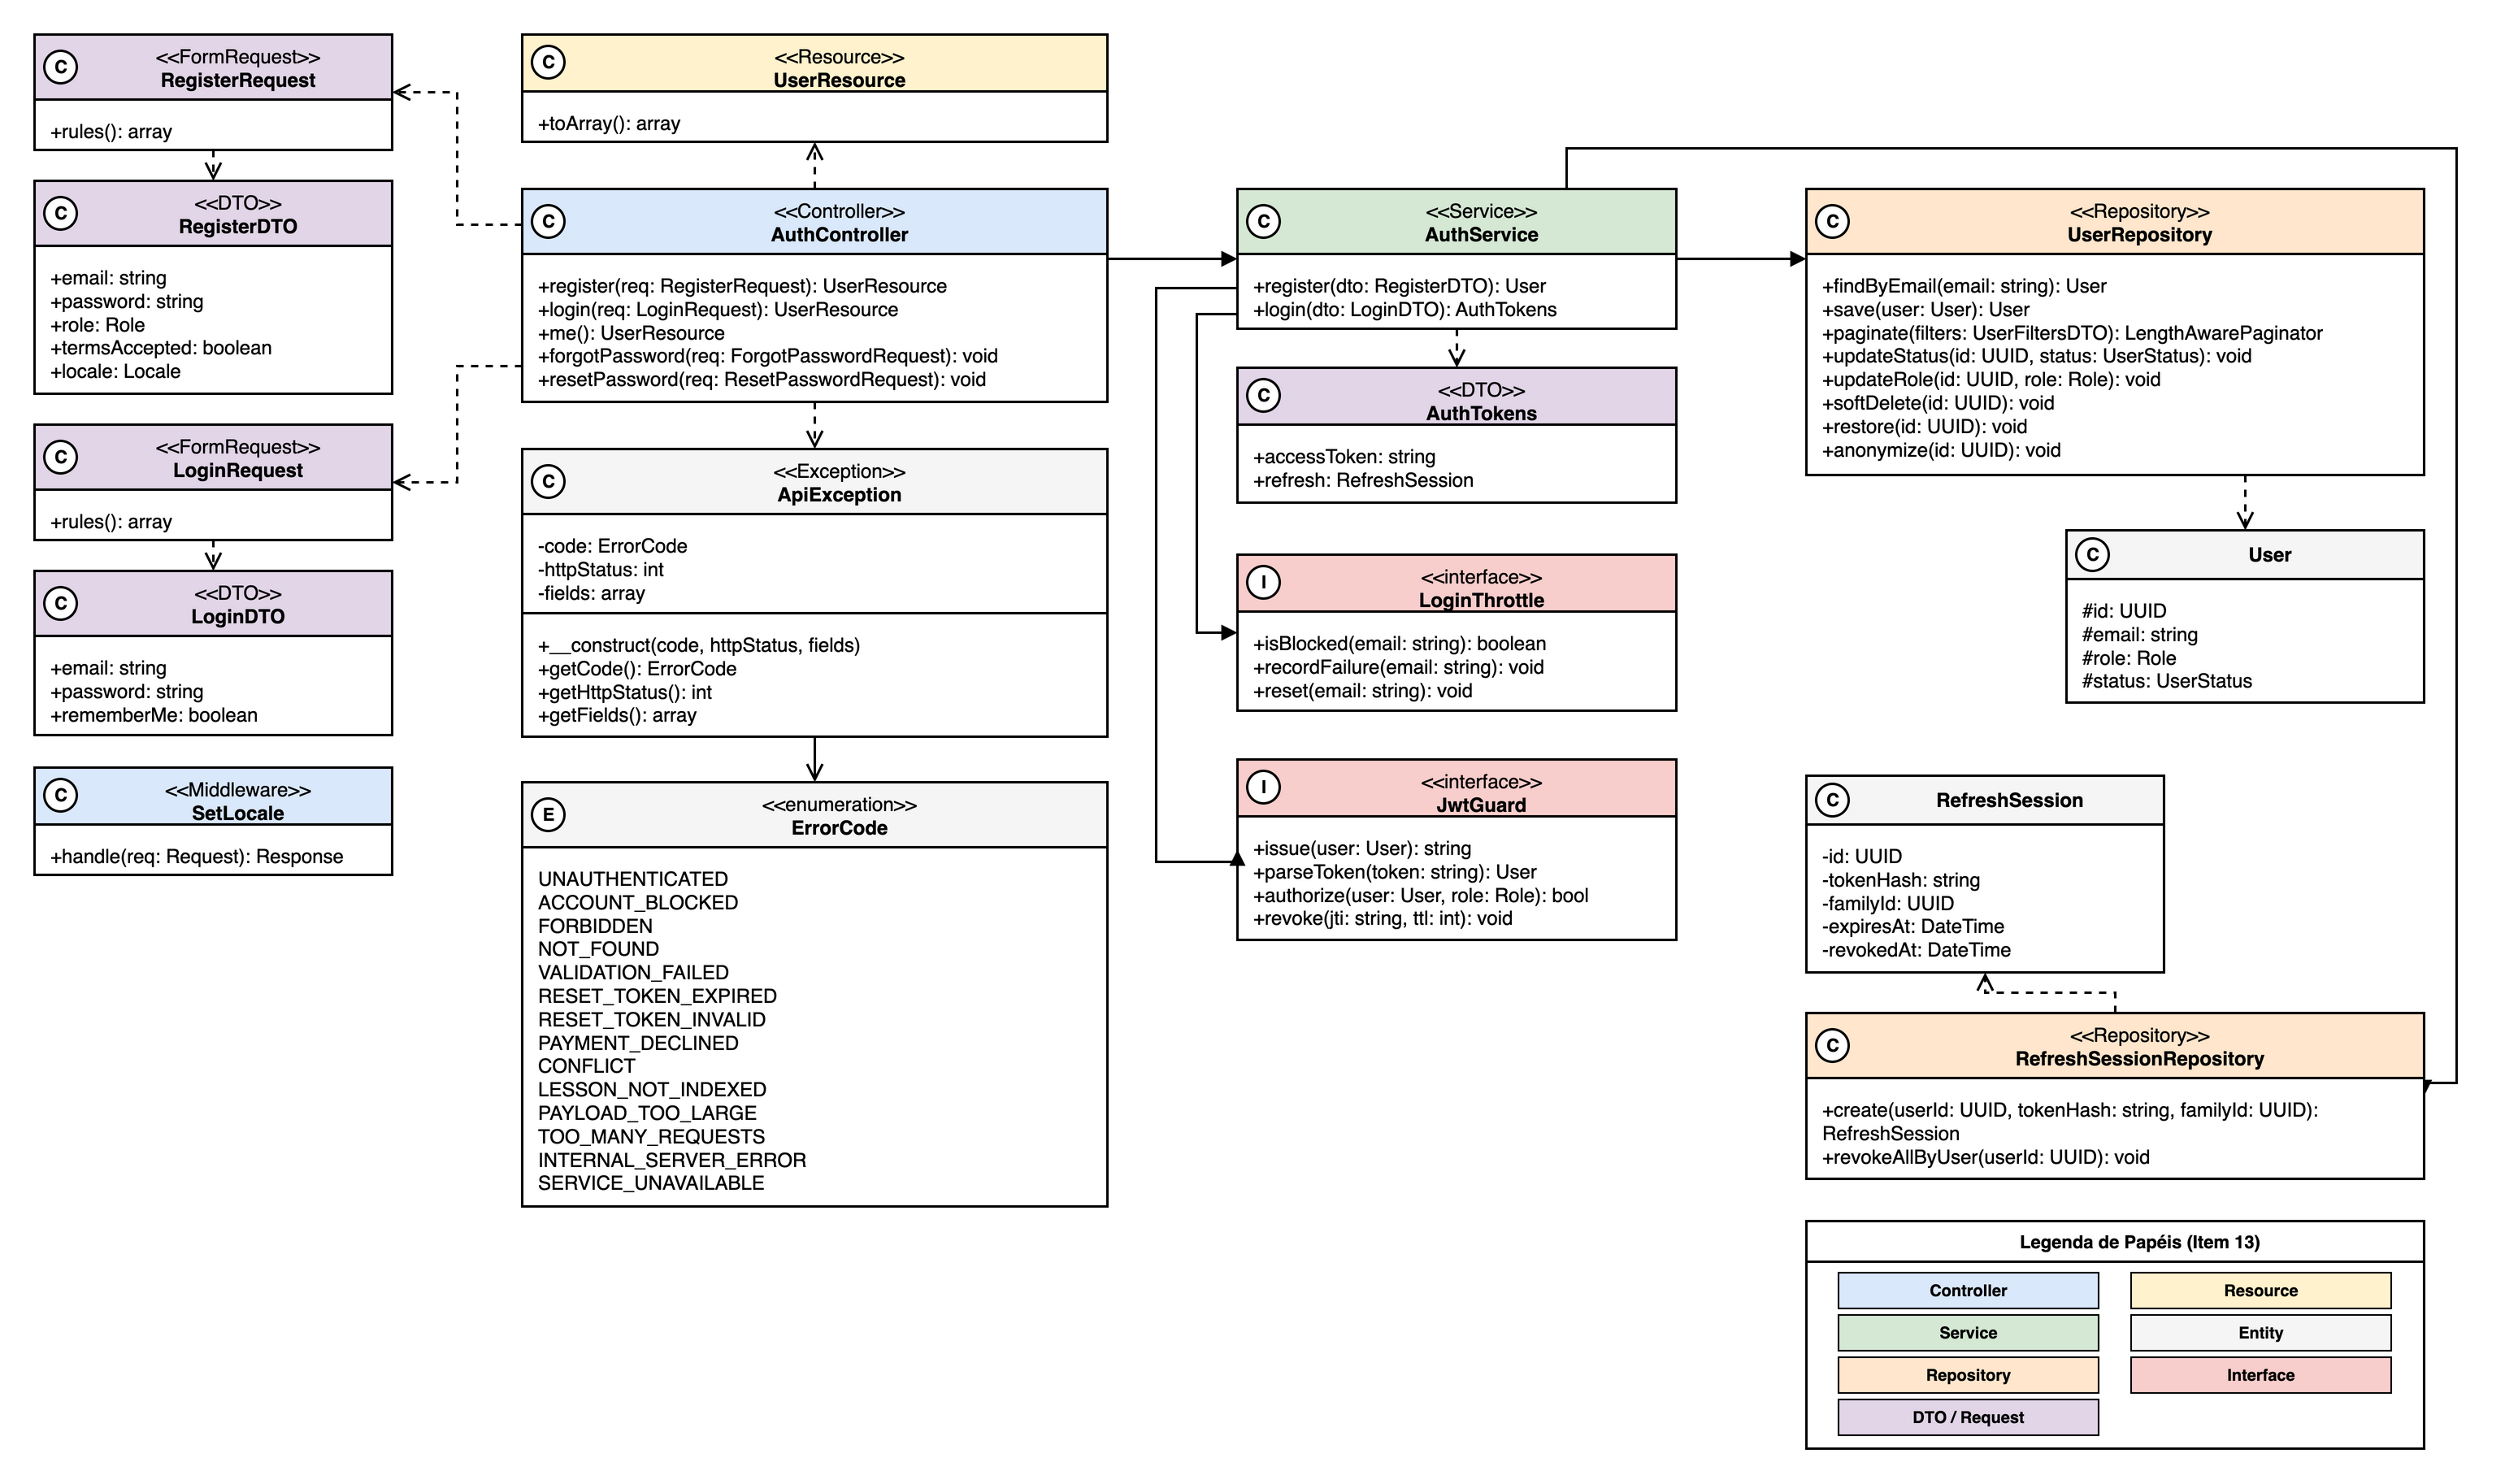 C
<<FormRequest>>
RegisterRequest
+rules(): array
C
<<DTO>>
RegisterDTO
+email: string
+password: string
+role: Role
+termsAccepted: boolean
+locale: Locale
C
<<FormRequest>>
LoginRequest
+rules(): array
C
<<DTO>>
LoginDTO
+email: string
+password: string
+rememberMe: boolean
C
<<Middleware>>
SetLocale
+handle(req: Request): Response
C
<<Resource>>
UserResource
+toArray(): array
C
<<Controller>>
AuthController
+register(req: RegisterRequest): UserResource
+login(req: LoginRequest): UserResource
+me(): UserResource
+forgotPassword(req: ForgotPasswordRequest): void
+resetPassword(req: ResetPasswordRequest): void
C
<<Exception>>
ApiException
-code: ErrorCode
-httpStatus: int
-fields: array
+__construct(code, httpStatus, fields)
+getCode(): ErrorCode
+getHttpStatus(): int
+getFields(): array
E
<<enumeration>>
ErrorCode
UNAUTHENTICATED
ACCOUNT_BLOCKED
FORBIDDEN
NOT_FOUND
VALIDATION_FAILED
RESET_TOKEN_EXPIRED
RESET_TOKEN_INVALID
PAYMENT_DECLINED
CONFLICT
LESSON_NOT_INDEXED
PAYLOAD_TOO_LARGE
TOO_MANY_REQUESTS
INTERNAL_SERVER_ERROR
SERVICE_UNAVAILABLE
C
<<Service>>
AuthService
+register(dto: RegisterDTO): User
+login(dto: LoginDTO): AuthTokens
C
<<DTO>>
AuthTokens
+accessToken: string
+refresh: RefreshSession
I
<<interface>>
LoginThrottle
+isBlocked(email: string): boolean
+recordFailure(email: string): void
+reset(email: string): void
I
<<interface>>
JwtGuard
+issue(user: User): string
+parseToken(token: string): User
+authorize(user: User, role: Role): bool
+revoke(jti: string, ttl: int): void
C
<<Repository>>
UserRepository
+findByEmail(email: string): User
+save(user: User): User
+paginate(filters: UserFiltersDTO): LengthAwarePaginator
+updateStatus(id: UUID, status: UserStatus): void
+updateRole(id: UUID, role: Role): void
+softDelete(id: UUID): void
+restore(id: UUID): void
+anonymize(id: UUID): void
C
User
#id: UUID
#email: string
#role: Role
#status: UserStatus
C
RefreshSession
-id: UUID
-tokenHash: string
-familyId: UUID
-expiresAt: DateTime
-revokedAt: DateTime
C
<<Repository>>
RefreshSessionRepository
+create(userId: UUID, tokenHash: string, familyId: UUID):
RefreshSession
+revokeAllByUser(userId: UUID): void
Legenda de Papéis (Item 13)
Controller
Resource
Service
Entity
Repository
Interface
DTO / Request